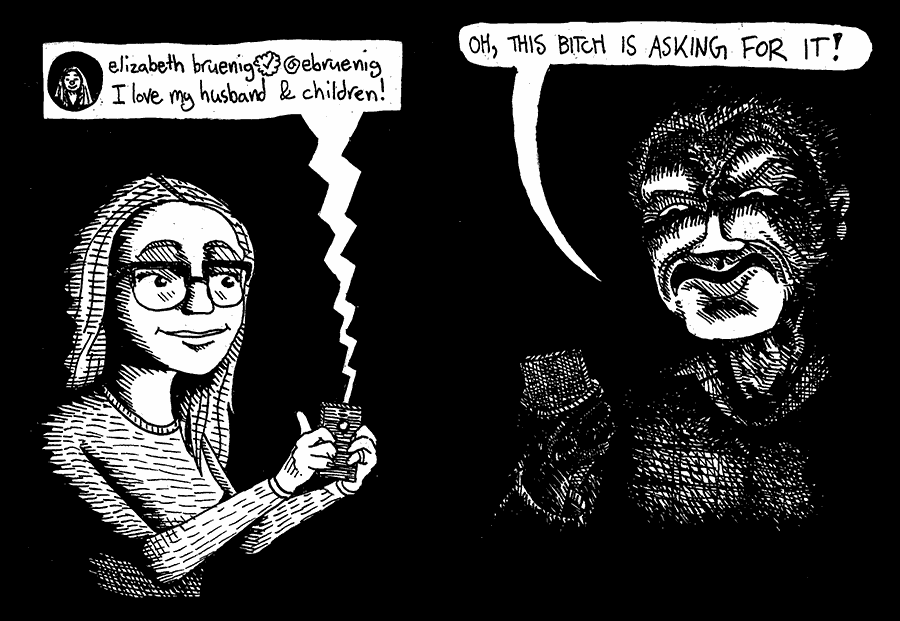 elizabeth bruenig @ebruenig
I love my husband & children!
OH, THIS BITCH IS ASKING FOR IT!